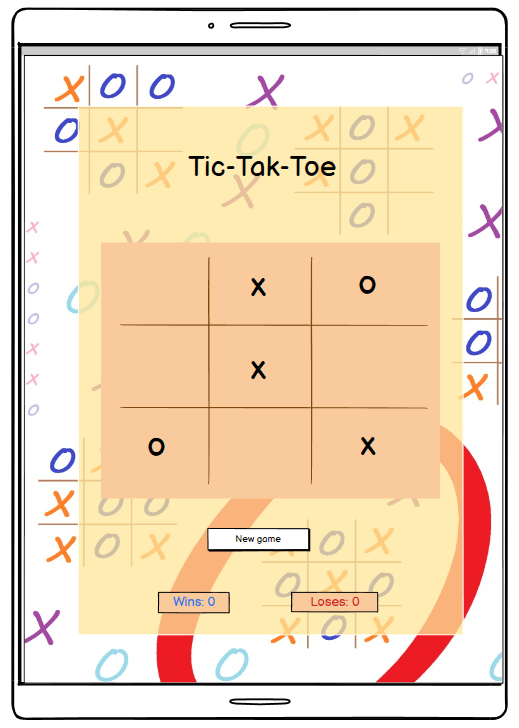 Tic-Tak-Toe
X O
X
O X
New game
Wins: 0
Loses: 0